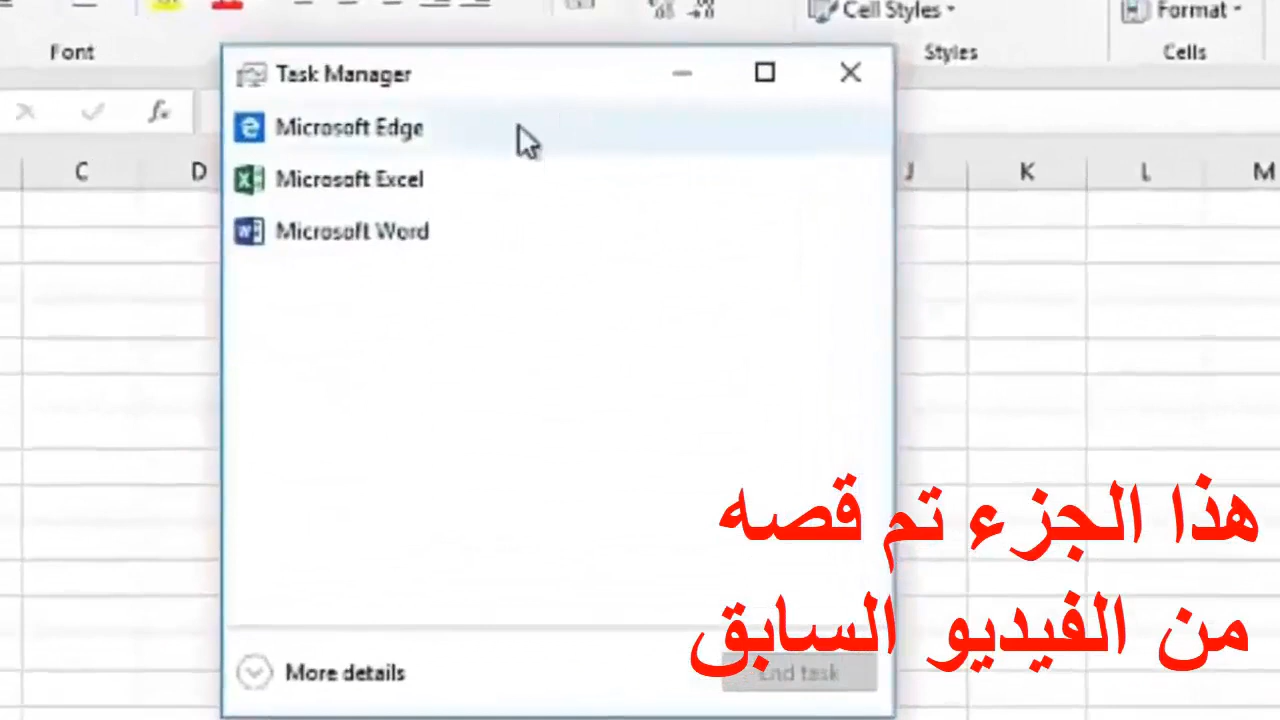 Cell Styles
Format
Font
Styles
Cells
Task Manager
fx
Microsoft Edge
C
D
J
K
L
M
Microsoft Excel
Microsoft Word
هذا الجزء تم قصه
من الفيديو السابق
More details
End task